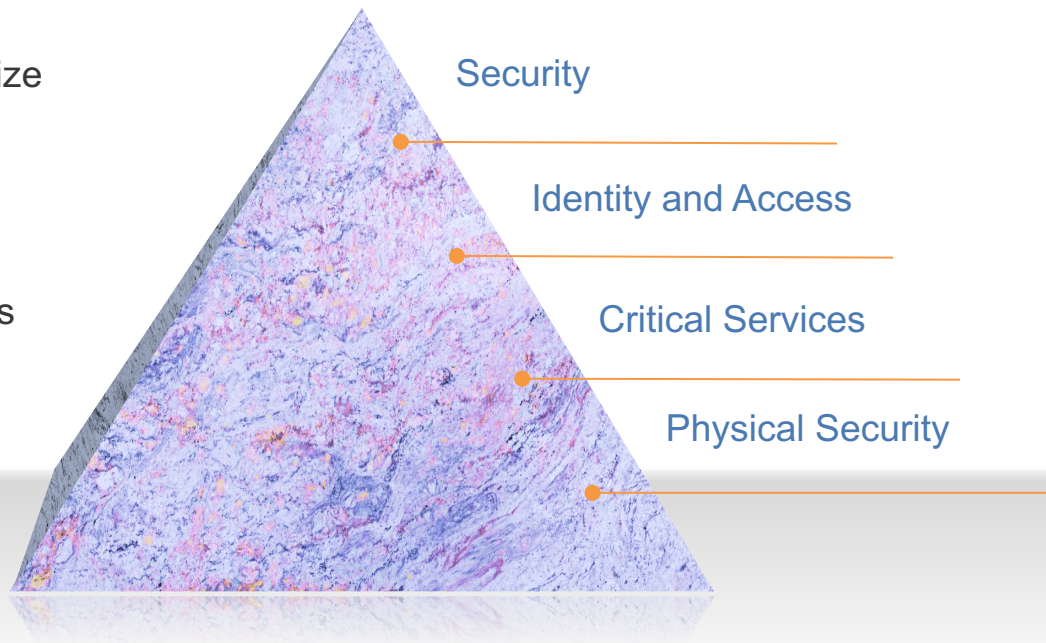 ize
Security
Identity and Access
s
Critical Services
Physical Security